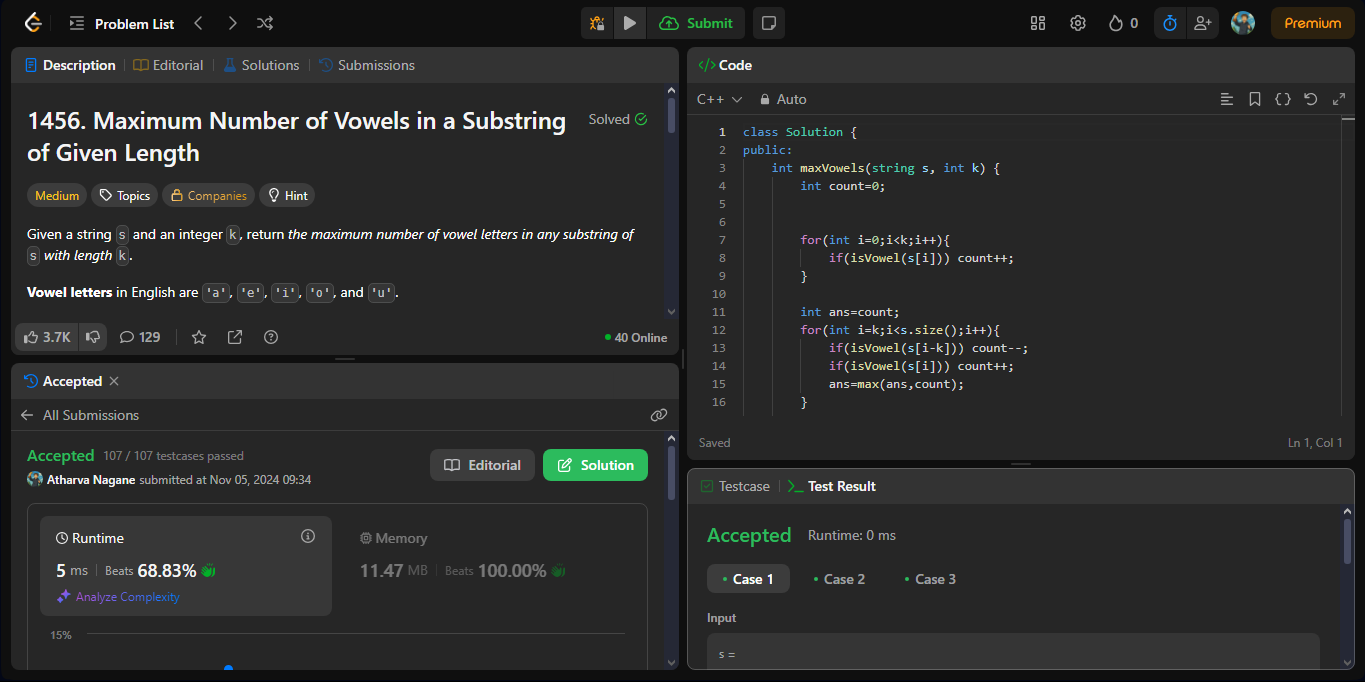 Problem List
Submit
0
Premium
Description
Editorial
Solutions
Submissions
1456. Maximum Number of Vowels in a Substring
of Given Length
Solved
Medium
Topics
Companies
Hint
Given a string s and an integer k, return the maximum number of vowel letters in any substring of
s with length k.
Vowel letters in English are 'a', 'e', 'i', 'o', and 'u'.
3.7K
129
40 Online
Accepted
All Submissions
Accepted 107 / 107 testcases passed
Atharva Nagane submitted at Nov 05, 2024 09:34
Editorial
Solution
Runtime
5 ms Beats 68.83%
Analyze Complexity
Memory
11.47 MB Beats 100.00%
15%
</> Code
C++
Auto
1 class Solution {
2 public:
3 int maxVowels(string s, int k) {
4 int count=0;
5
6
7 for(int i=0;i<k;i++){
8 if(isVowel(s[i])) count++;
9 }
10
11 int ans=count;
12 for(int i=k;i<s.size();i++){
13 if(isVowel(s[i-k])) count--;
14 if(isVowel(s[i])) count++;
15 ans=max(ans,count);
16 }
Saved
Ln 1, Col 1
Testcase
Test Result
Accepted Runtime: 0 ms
Case 1
Case 2
Case 3
Input
s =